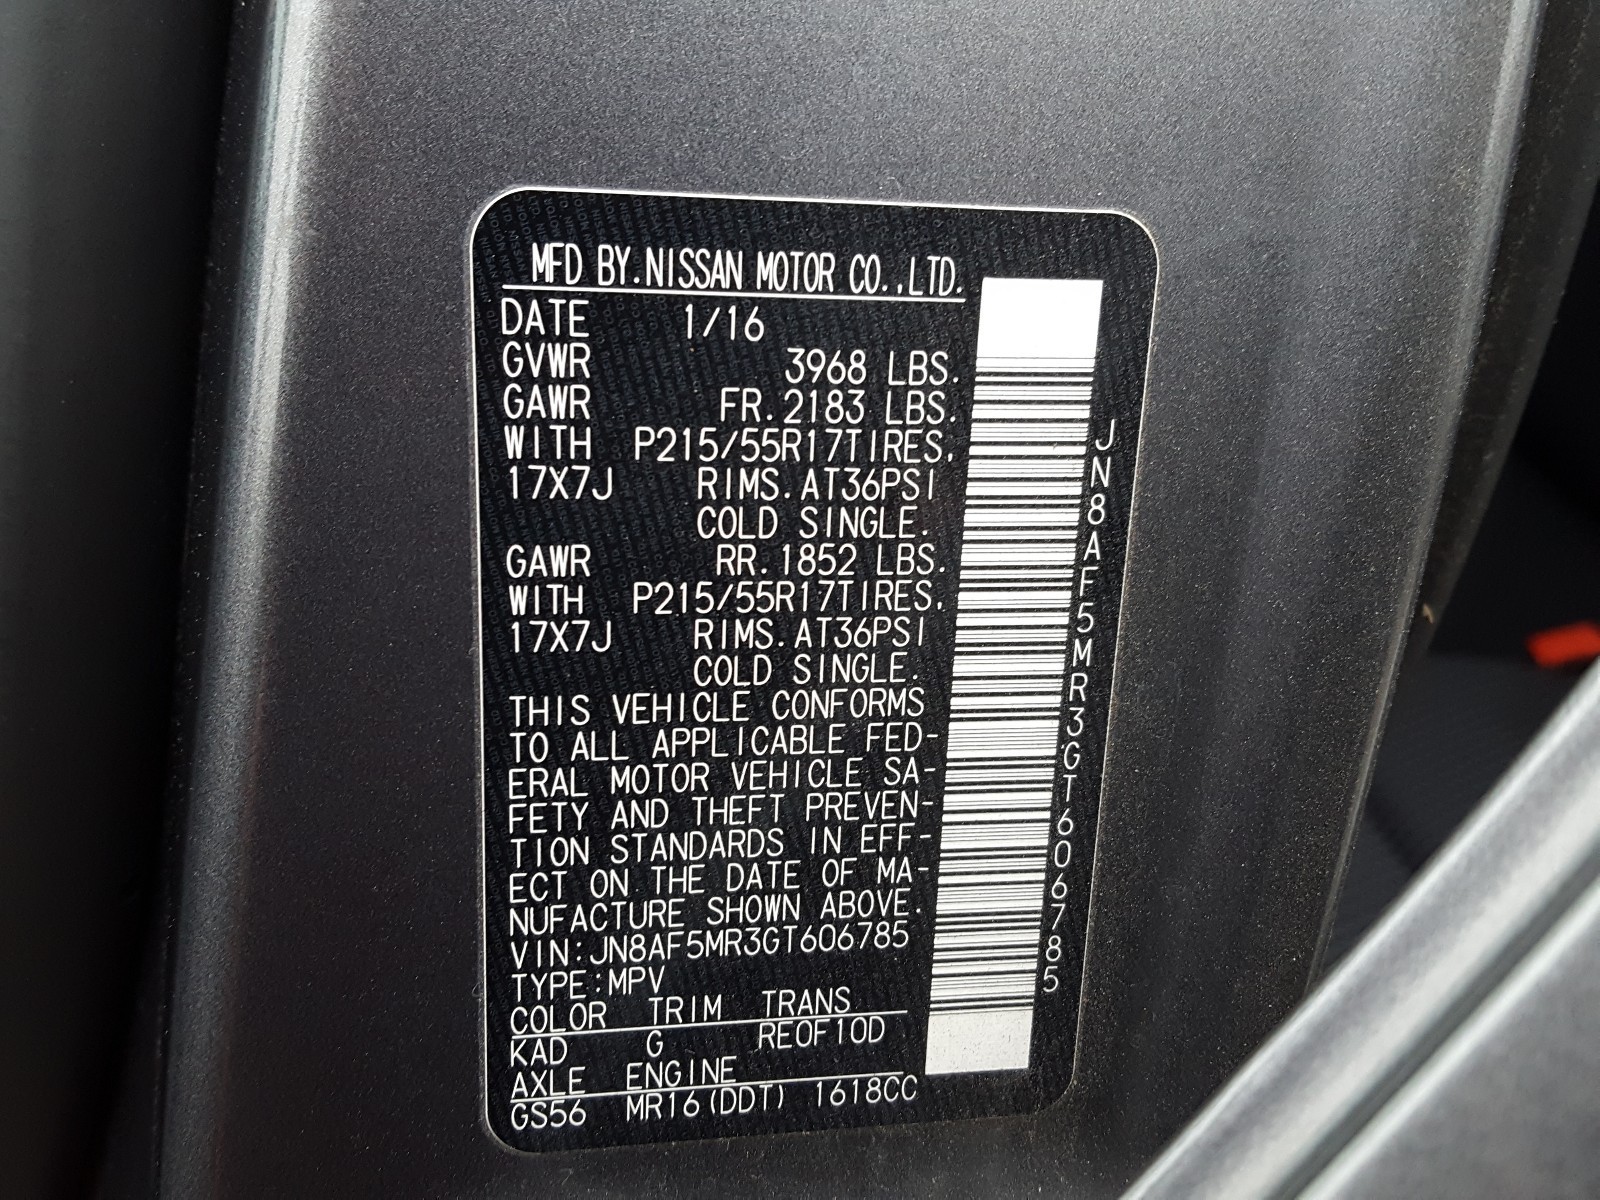 MFD BY.NISSAN MOTOR CO.,LTD.
DATE 1/16
GVWR 3968 LBS.
GAWR FR.2183 LBS.
WITH P215/55R17TIRES.
17X7J RIMS.AT36PSI
COLD SINGLE.
GAWR RR.1852 LBS.
WITH P215/55R17TIRES.
17X7J RIMS.AT36PSI
COLD SINGLE.
THIS VEHICLE CONFORMS
TO ALL APPLICABLE FED-
ERAL MOTOR VEHICLE SA-
FETY AND THEFT PREVEN-
TION STANDARDS IN EFF-
ECT ON THE DATE OF MA-
NUFACTURE SHOWN ABOVE.
VIN:JN8AF5MR3GT606785
TYPE:MPV
COLOR TRIM TRANS
KAD G RE0F10D
AXLE ENGINE
GS56 MR16(DDT) 1618CC
JN8AF5MR3GT606785